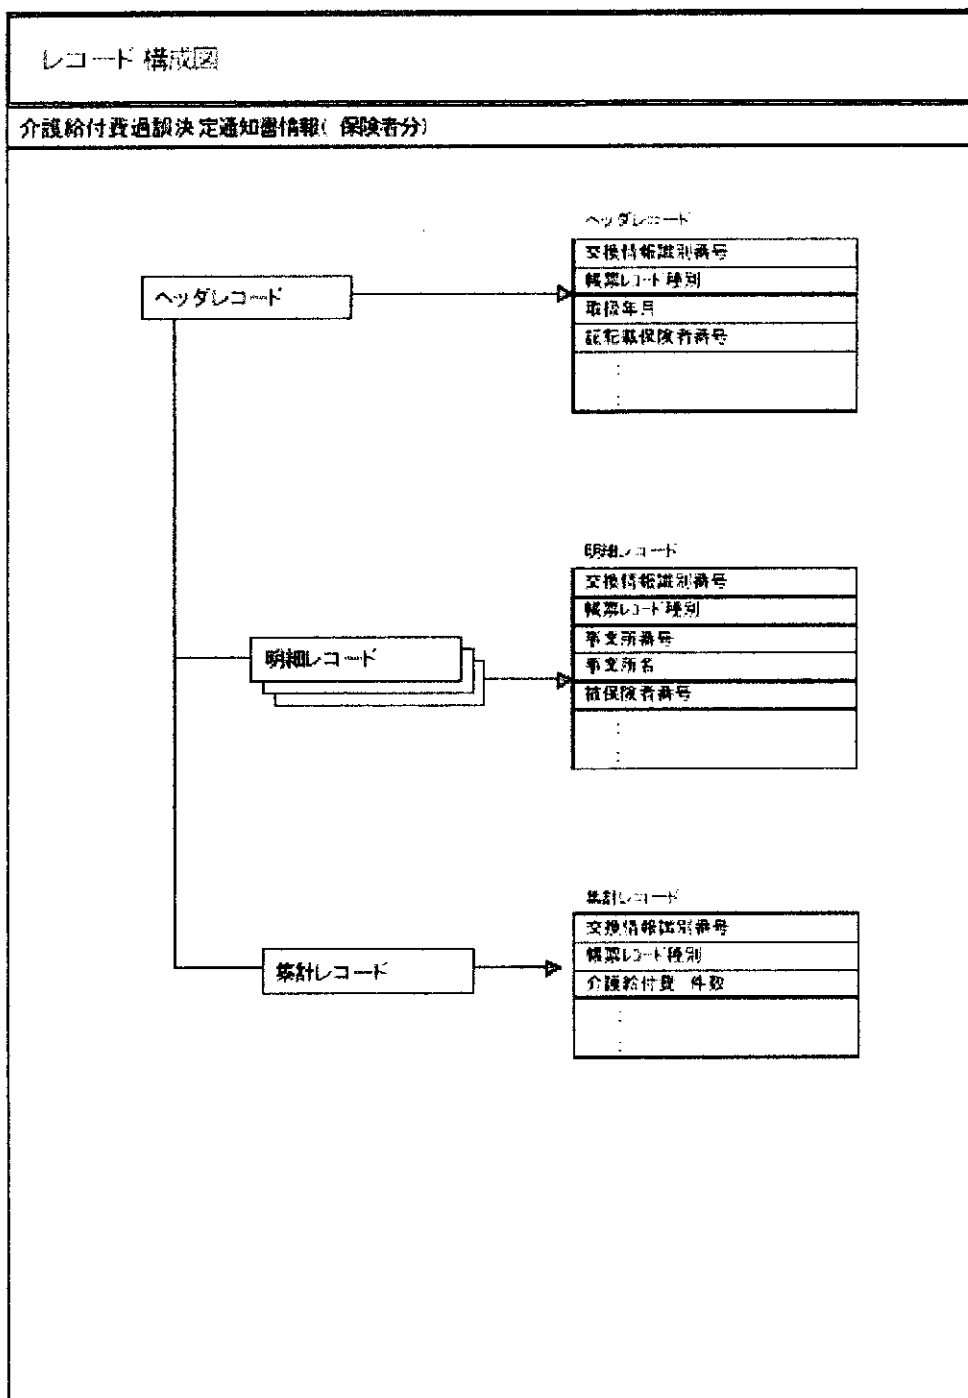 レコード構成図
介護給付費過誤決定通知書情報(保険者分)
ヘッダレコード
交換情報識別番号
帳票レコード種別
取扱年月
証記載保険者番号
:
:
ヘッダレコード
明細レコード
交換情報識別番号
帳票レコード種別
事業所番号
事業所名
被保険者番号
:
:
明細レコード
集計レコード
交換情報識別番号
帳票レコード種別
介護給付費 件数
:
:
集計レコード